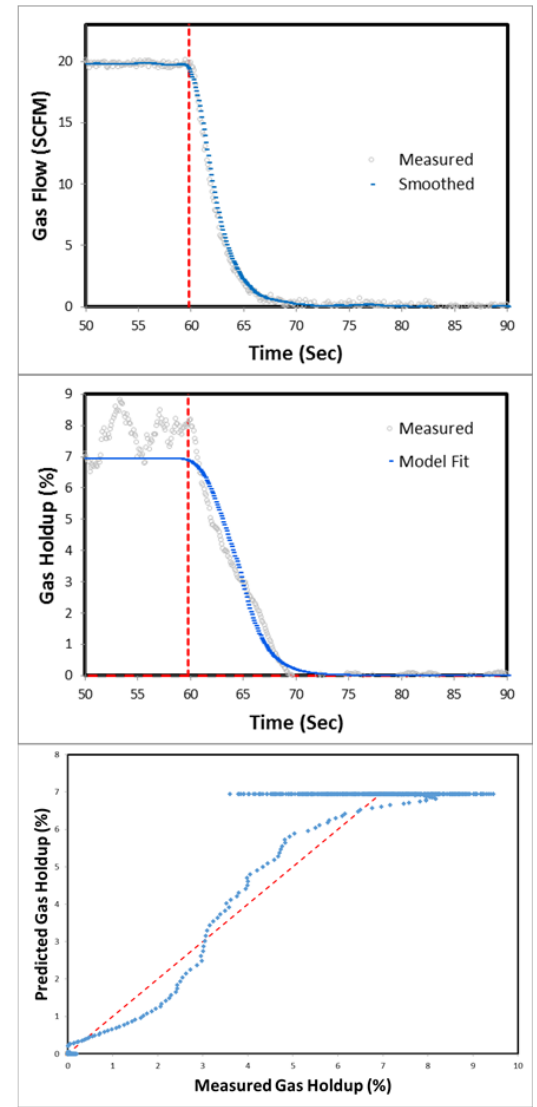 20
15
10
5
0
Gas Flow (SCFM)
Measured
Smoothed
50 55 60 65 70 75 80 85 90
Time (Sec)
9
8
7
6
5
4
3
2
1
0
Gas Holdup (%)
Measured
Model Fit
50 55 60 65 70 75 80 85 90
Time (Sec)
8
7
6
5
4
3
2
1
0
Predicted Gas Holdup (%)
0 1 2 3 4 5 6 7 8 9 10
Measured Gas Holdup (%)